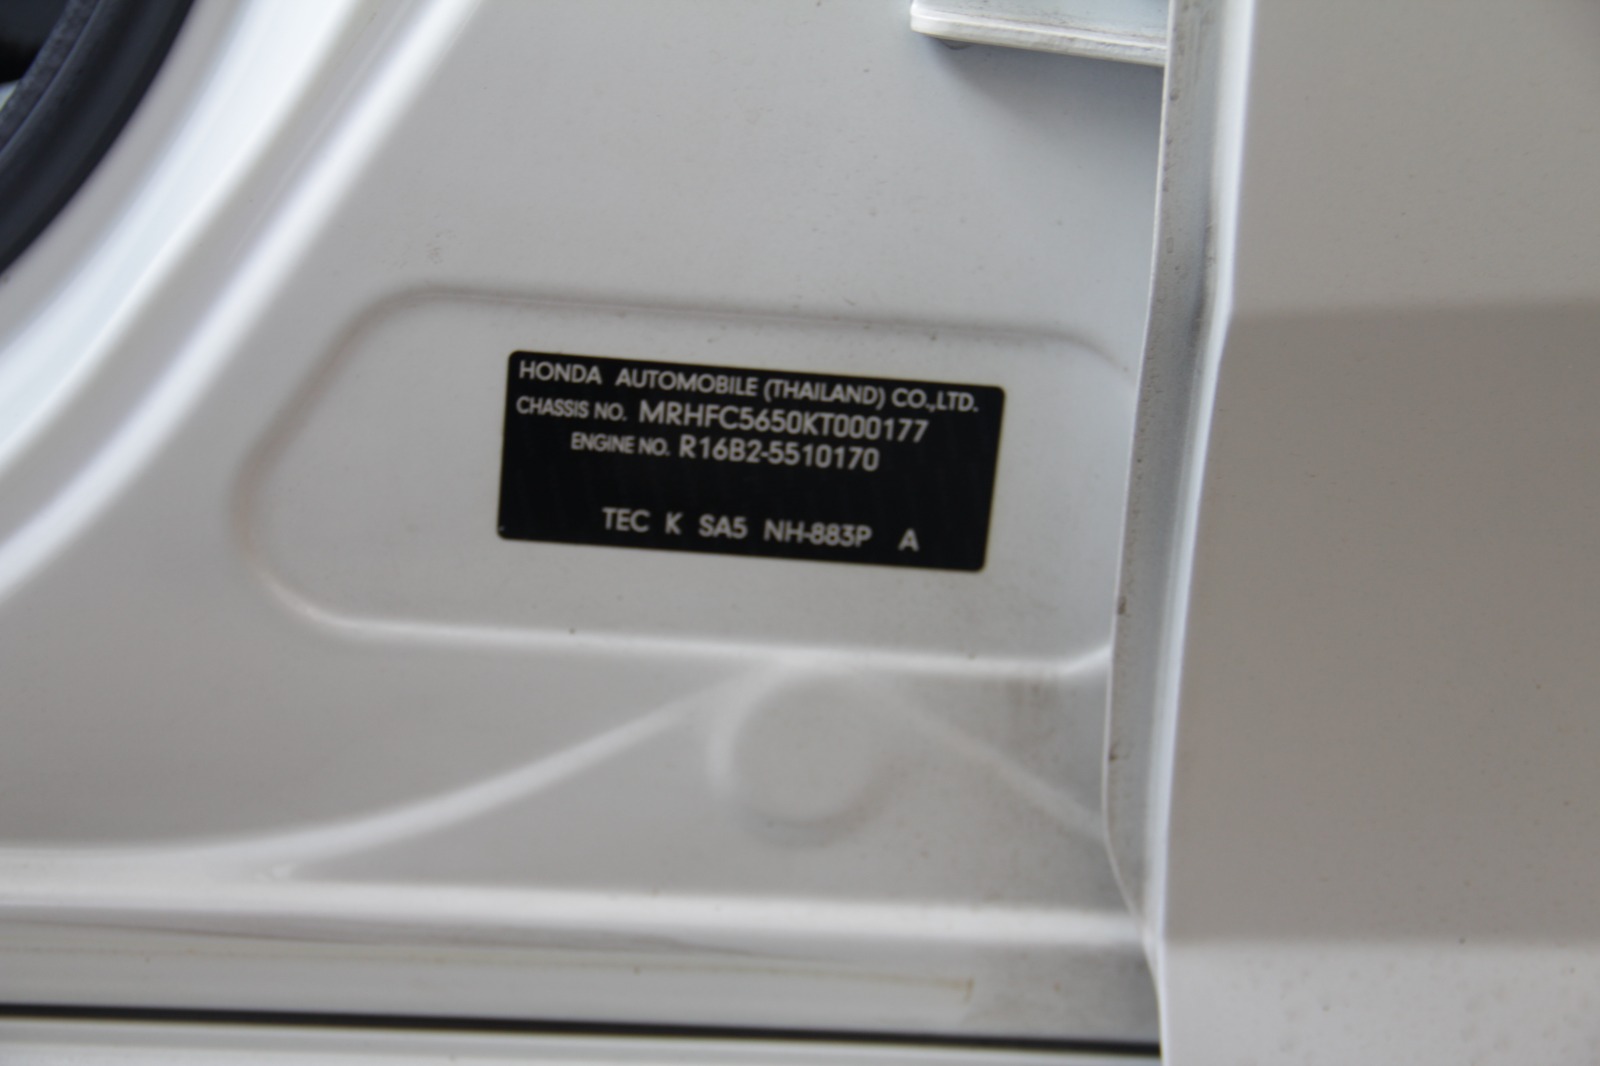 HONDA AUTOMOBILE (THAILAND) CO.,LTD.
CHASSIS NO. MRHFC5650KT000177
ENGINE NO. R16B2-5510170
TEC K SA5 NH-883P A